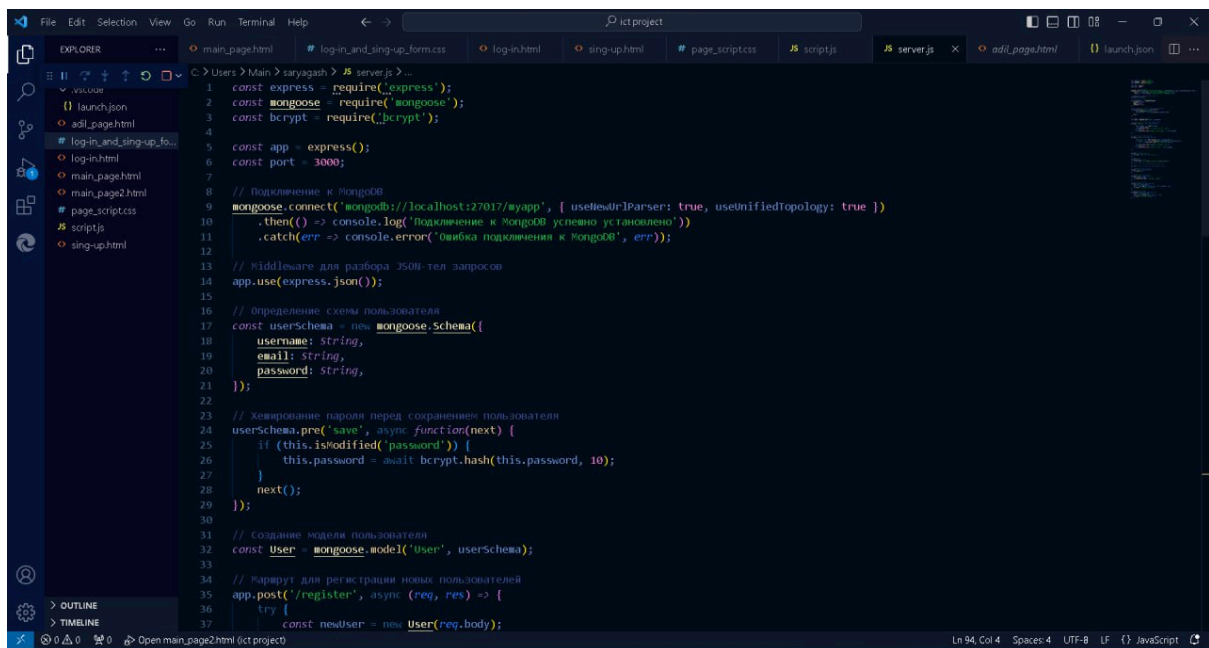 File Edit Selection View Go Run Terminal Help
ict project
EXPLORER
main_page.html # log-in_and_sing-up_form.css log-in.html sing-up.html # page_script.css JS script.js JS server.js adil_page.html {} launch.json
C: > Users > Main > saryagash > JS server.js > ...
.vscode
{} launch.json
adil_page.html
# log-in_and_sing-up_fo...
log-in.html
main_page.html
main_page2.html
# page_script.css
JS script.js
sing-up.html
1 const express = require('express');
2 const mongoose = require('mongoose');
3 const bcrypt = require('bcrypt');
4
5 const app = express();
6 const port = 3000;
7
8 // Подключение к MongoDB
9 mongoose.connect('mongodb://localhost:27017/myapp', { useNewUrlParser: true, useUnifiedTopology: true })
10 .then(() => console.log('Подключение к MongoDB успешно установлено'))
11 .catch(err => console.error('Ошибка подключения к MongoDB', err));
12
13 // Middleware для разбора JSON-тел запросов
14 app.use(express.json());
15
16 // Определение схемы пользователя
17 const userSchema = new mongoose.Schema({
18 username: String,
19 email: String,
20 password: String,
21 });
22
23 // Хеширование пароля перед сохранением пользователя
24 userSchema.pre('save', async function(next) {
25 if (this.isModified('password')) {
26 this.password = await bcrypt.hash(this.password, 10);
27 }
28 next();
29 });
30
31 // Создание модели пользователя
32 const User = mongoose.model('User', userSchema);
33
34 // Маршрут для регистрации новых пользователей
35 app.post('/register', async (req, res) => {
36 try {
37 const newUser = new User(req.body);
> OUTLINE
> TIMELINE
0 0 0 Open main_page2.html (ict project) Ln 94, Col 4 Spaces: 4 UTF-8 LF {} JavaScript